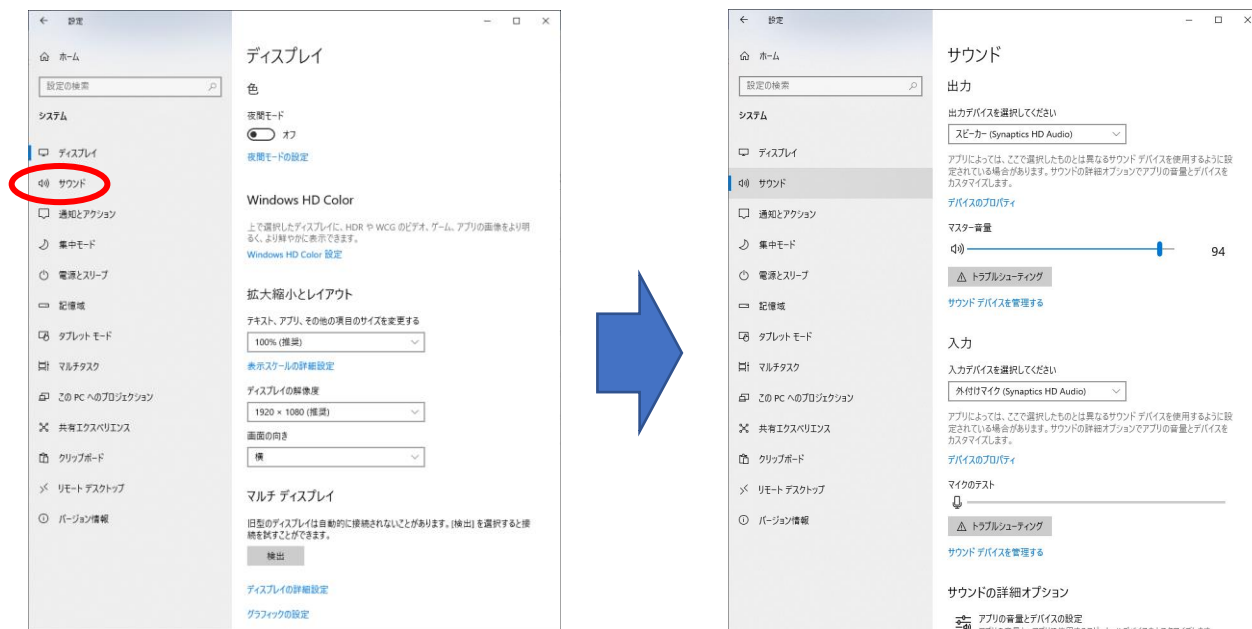 設定
ホーム
設定の検索
システム
ディスプレイ
サウンド
通知とアクション
集中モード
電源とスリープ
記憶域
タブレット モード
マルチタスク
この PC へのプロジェクション
共有エクスペリエンス
クリップボード
リモート デスクトップ
バージョン情報
ディスプレイ
色
夜間モード
オフ
夜間モードの設定
Windows HD Color
上で選択したディスプレイに、HDR や WCG のビデオ、ゲーム、アプリの画像をより明
るく、より鮮やかに表示できます。
Windows HD Color 設定
拡大縮小とレイアウト
テキスト、アプリ、その他の項目のサイズを変更する
100% (推奨)
表示スケールの詳細設定
ディスプレイの解像度
1920 × 1080 (推奨)
画面の向き
横
マルチ ディスプレイ
旧型のディスプレイは自動的に接続されないことがあります。[検出] を選択すると接
続を試すことができます。
検出
ディスプレイの詳細設定
グラフィックの設定
設定
ホーム
設定の検索
システム
ディスプレイ
サウンド
通知とアクション
集中モード
電源とスリープ
記憶域
タブレット モード
マルチタスク
この PC へのプロジェクション
共有エクスペリエンス
クリップボード
リモート デスクトップ
バージョン情報
サウンド
出力
出力デバイスを選択してください
スピーカー (Synaptics HD Audio)
アプリによっては、ここで選択したものとは異なるサウンド デバイスを使用するように設
定されている場合があります。サウンドの詳細オプションでアプリの音量とデバイスを
カスタマイズします。
デバイスのプロパティ
マスター音量
94
トラブルシューティング
サウンド デバイスを管理する
入力
入力デバイスを選択してください
外付けマイク (Synaptics HD Audio)
アプリによっては、ここで選択したものとは異なるサウンド デバイスを使用するように設
定されている場合があります。サウンドの詳細オプションでアプリの音量とデバイスを
カスタマイズします。
デバイスのプロパティ
マイクのテスト
トラブルシューティング
サウンド デバイスを管理する
サウンドの詳細オプション
アプリの音量とデバイスの設定